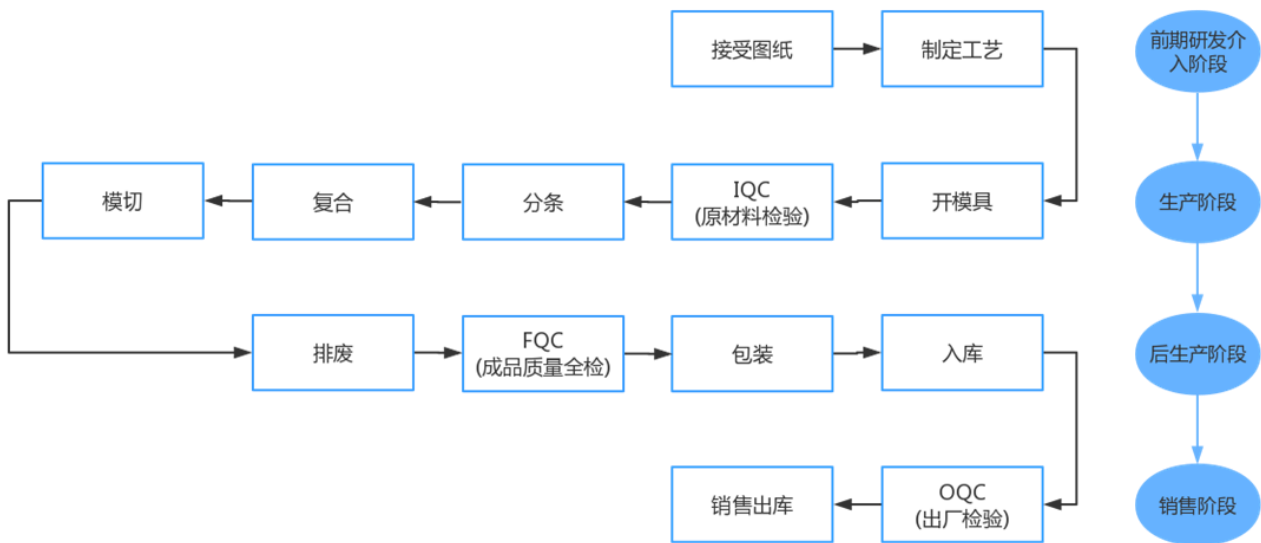 接受图纸
制定工艺
前期研发介
入阶段
模切
复合
分条
IQC
(原材料检验)
开模具
生产阶段
排废
FQC
(成品质量全检)
包装
入库
后生产阶段
销售出库
OQC
(出厂检验)
销售阶段